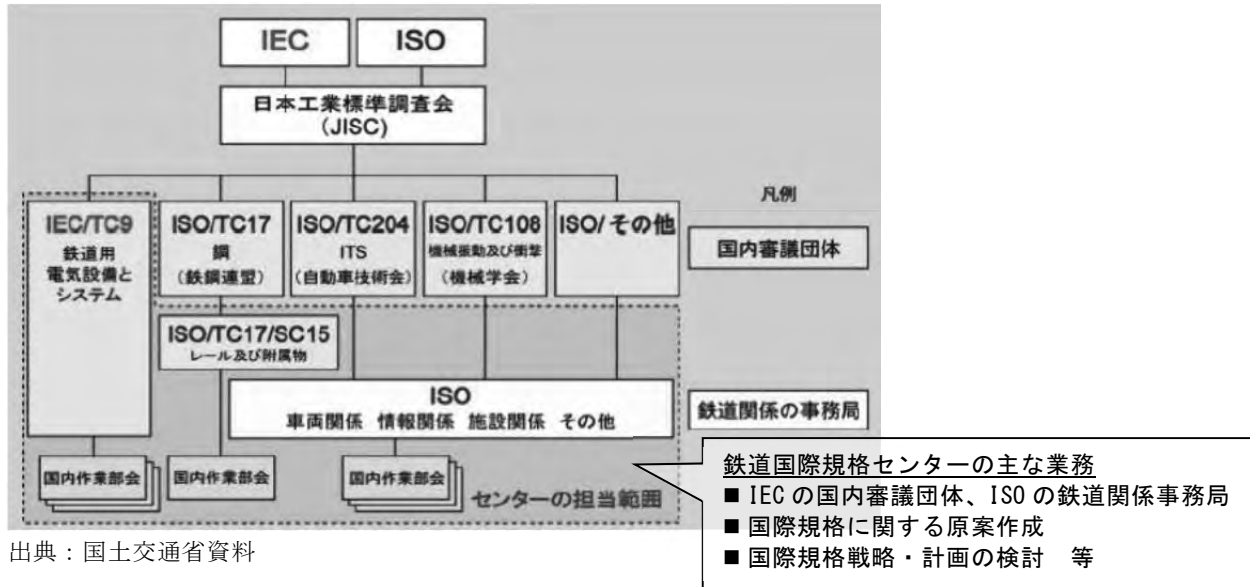 IEC
ISO
日本工業標準調査会
(JISC)
IEC/TC9
鉄道用
電気設備と
システム
ISO/TC17
鋼
(鉄鋼連盟)
ISO/TC204
ITS
(自動車技術会)
ISO/TC108
機械振動及び衝撃
(機械学会)
ISO/その他
凡例
国内審議団体
ISO/TC17/SC15
レール及び附属物
ISO
車両関係 情報関係 施設関係 その他
鉄道関係の事務局
国内作業部会
国内作業部会
国内作業部会
センターの担当範囲
鉄道国際規格センターの主な業務
■ IEC の国内審議団体、ISO の鉄道関係事務局
■ 国際規格に関する原案作成
■ 国際規格戦略・計画の検討 等
出典:国土交通省資料